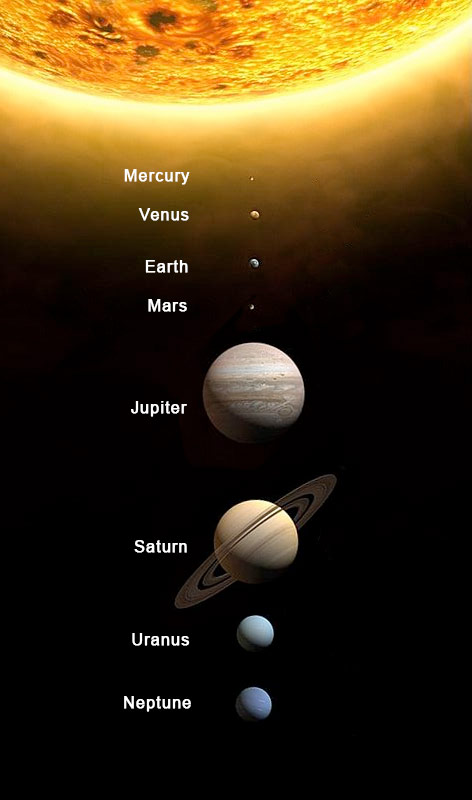 Mercury
Venus
Earth
Mars
Jupiter
Saturn
Uranus
Neptune